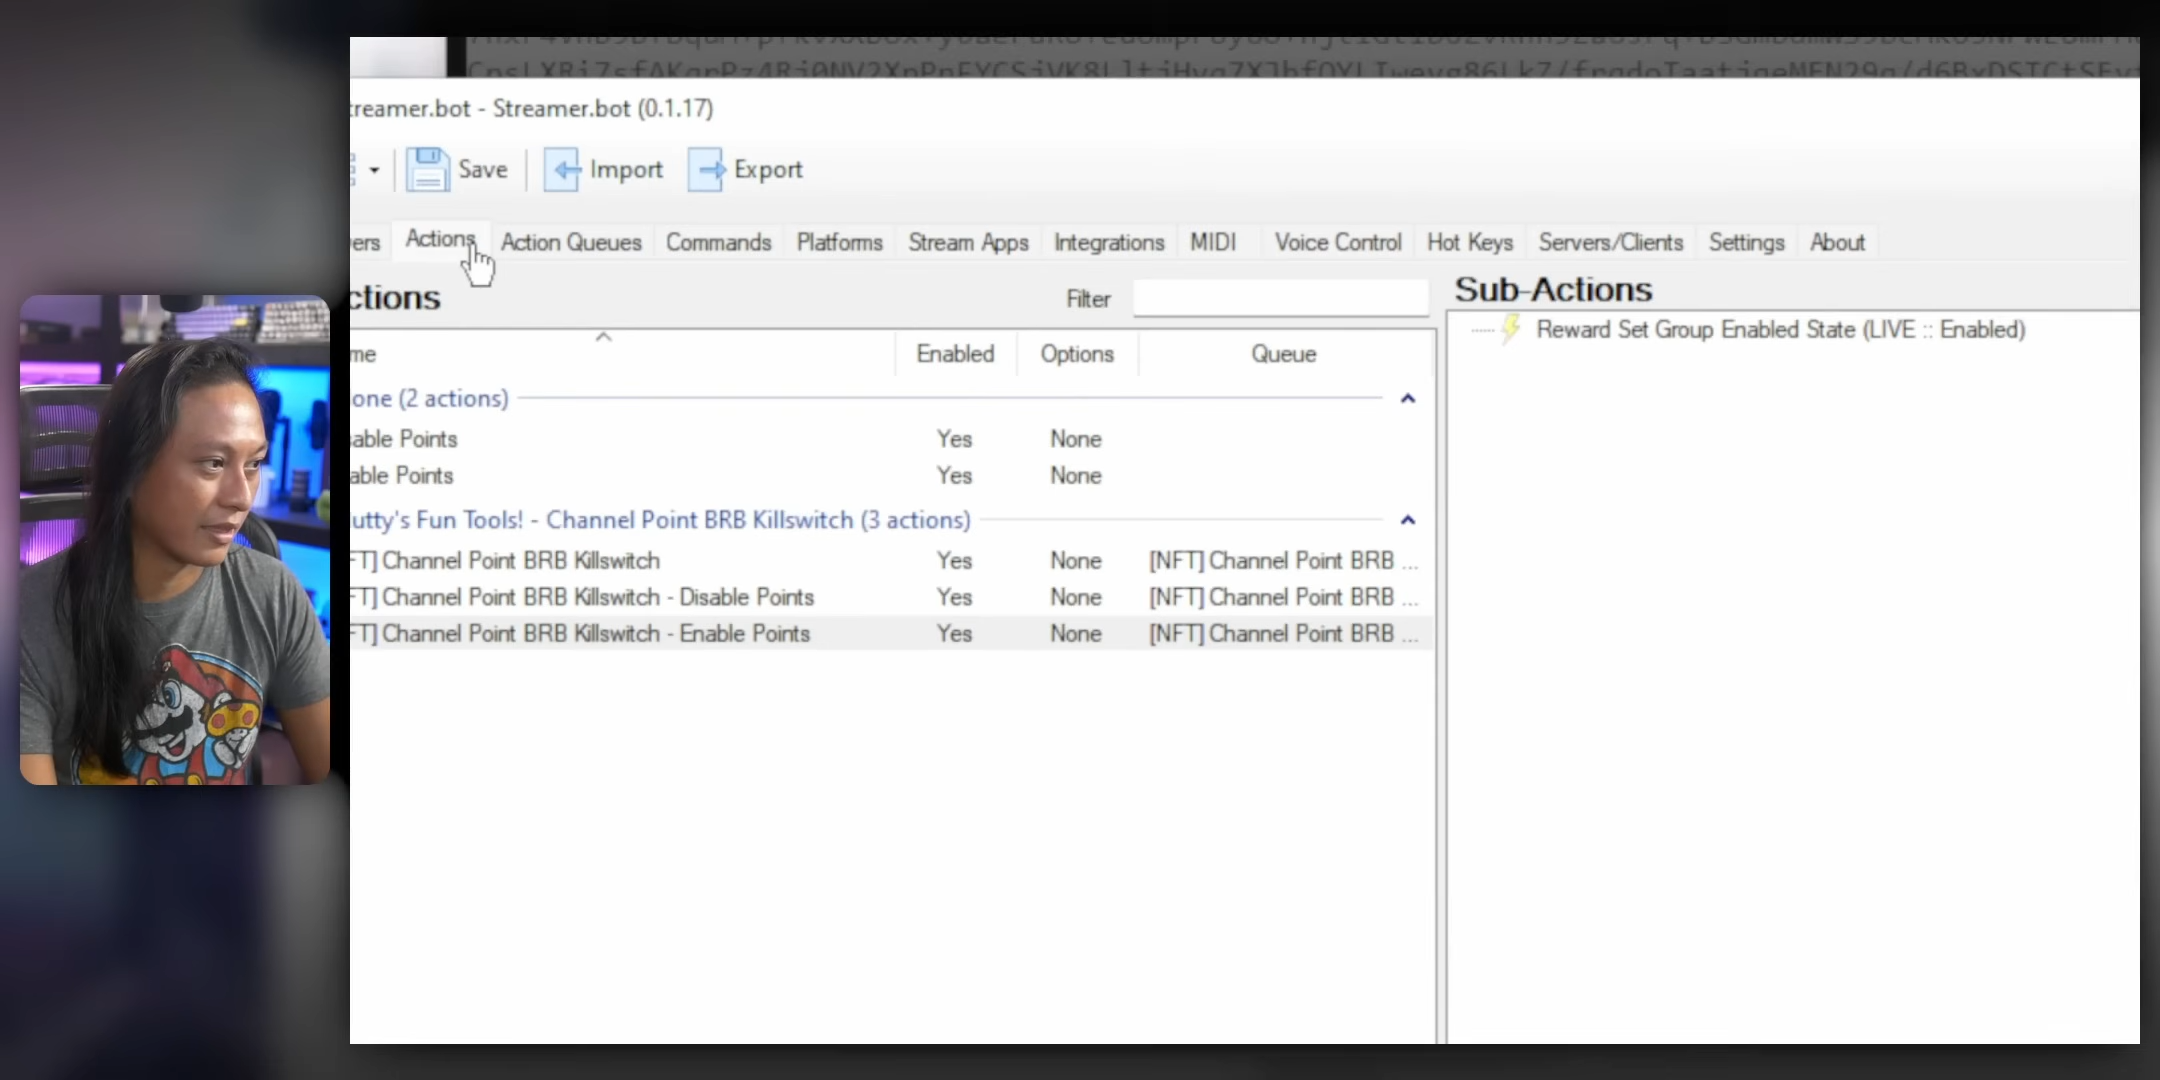 treamer.bot - Streamer.bot (0.1.17)
Save Import Export
ers Actions Action Queues Commands Platforms Stream Apps Integrations MIDI Voice Control Hot Keys Servers/Clients Settings About
ctions Filter
Sub-Actions
Reward Set Group Enabled State (LIVE :: Enabled)
me Enabled Options Queue
one (2 actions)
sable Points Yes None
able Points Yes None
utty's Fun Tools! - Channel Point BRB Killswitch (3 actions)
FT] Channel Point BRB Killswitch Yes None [NFT] Channel Point BRB ...
FT] Channel Point BRB Killswitch - Disable Points Yes None [NFT] Channel Point BRB ...
FT] Channel Point BRB Killswitch - Enable Points Yes None [NFT] Channel Point BRB ...